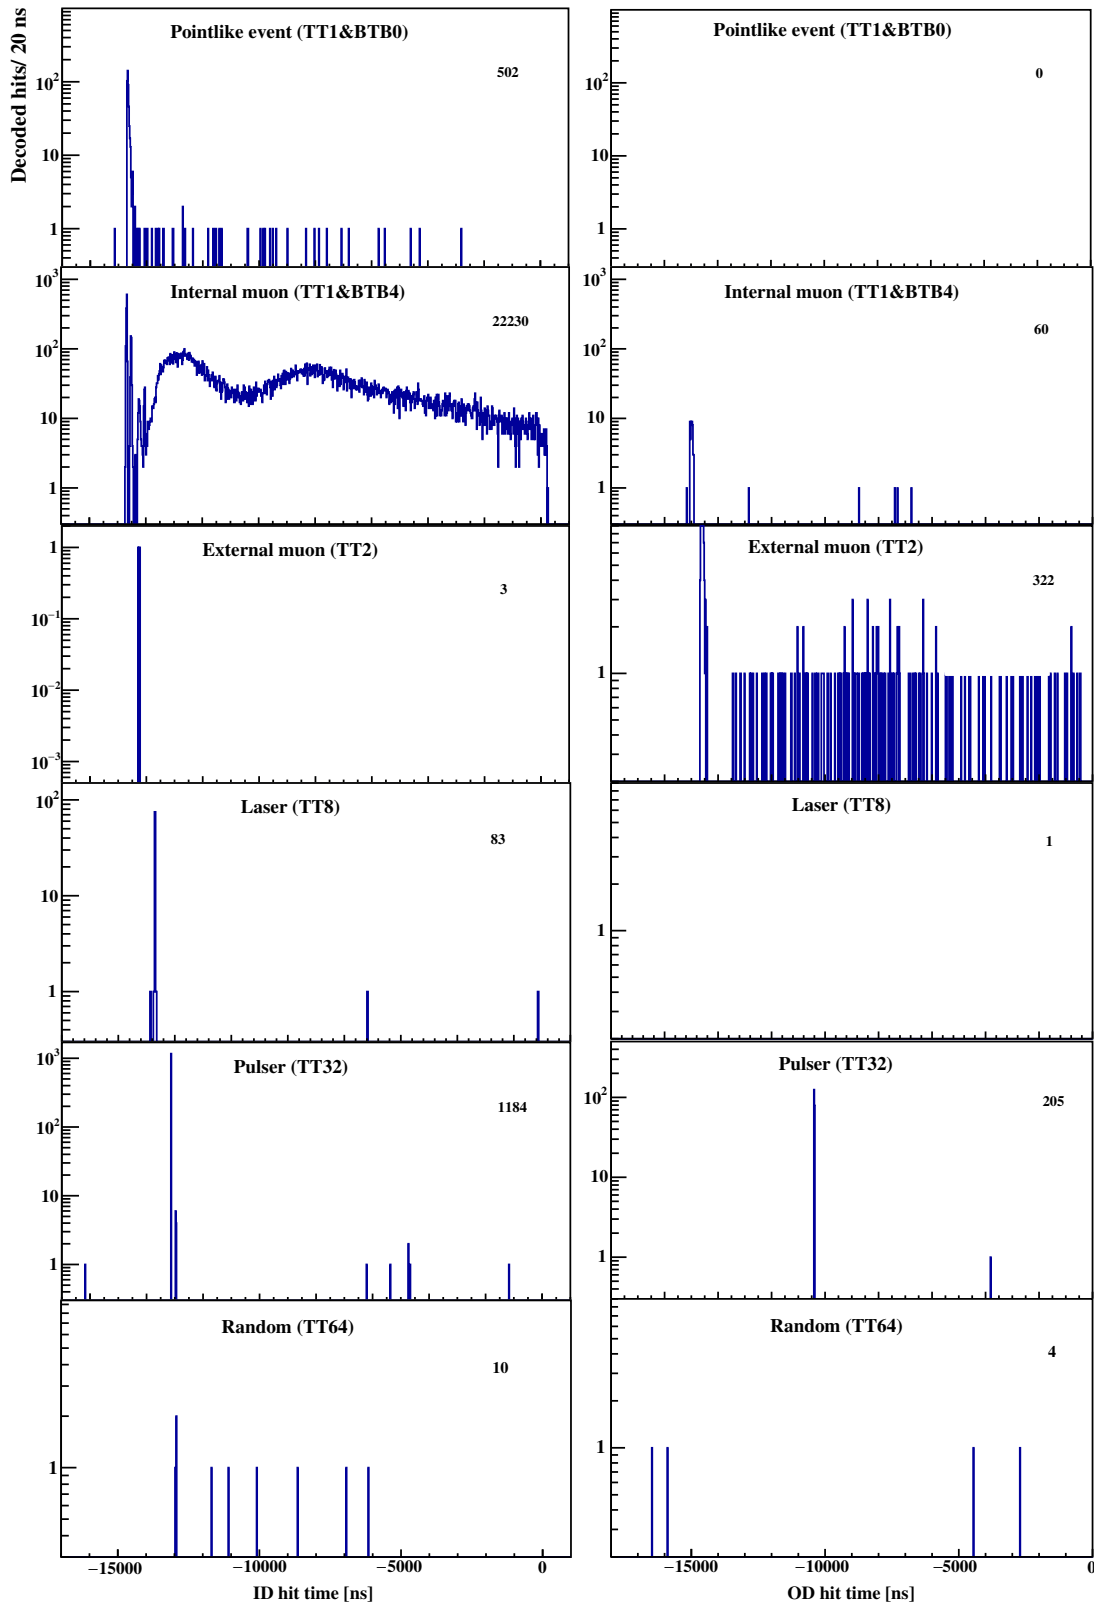 Decoded hits/ 20 ns
Pointlike event (TT1&BTB0)
502
10²
10
1
Pointlike event (TT1&BTB0)
0
10²
10
1
Internal muon (TT1&BTB4)
22230
10³
10²
10
1
Internal muon (TT1&BTB4)
60
10³
10²
10
1
External muon (TT2)
3
1
10⁻¹
10⁻²
10⁻³
External muon (TT2)
322
1
Laser (TT8)
83
10²
10
1
Laser (TT8)
1
1
Pulser (TT32)
1184
10³
10²
10
1
Pulser (TT32)
205
10²
10
1
Random (TT64)
10
1
Random (TT64)
4
1
−15000 −10000 −5000 0
ID hit time [ns]
−15000 −10000 −5000 0
OD hit time [ns]